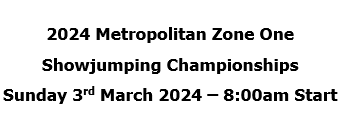 2024 Metropolitan Zone One
Showjumping Championships
Sunday 3rd March 2024 – 8:00am Start